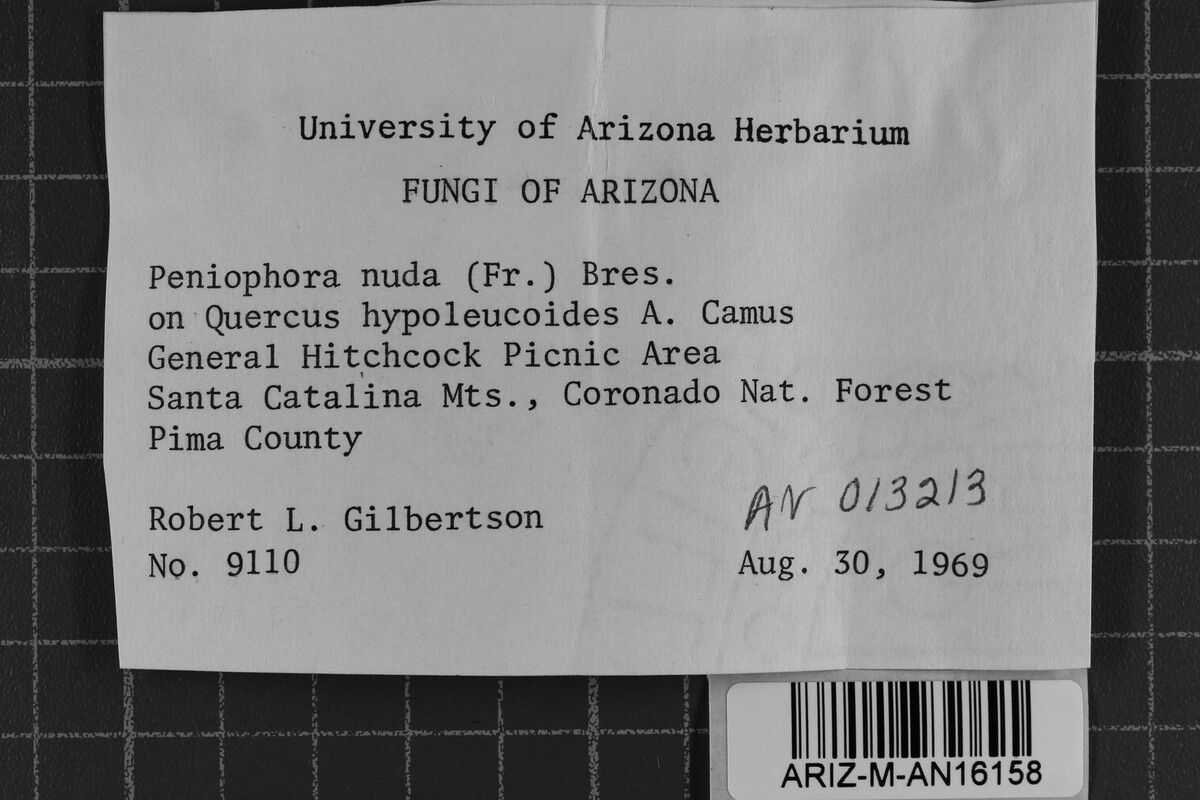 University of Arizona Herbarium
FUNGI OF ARIZONA
Peniophora nuda (Fr.) Bres.
on Quercus hypoleucoides A. Camus
General Hitchcock Picnic Area
Santa Catalina Mts., Coronado Nat. Forest
Pima County
AN 013213
Robert L. Gilbertson
No. 9110
Aug. 30, 1969
ARIZ-M-AN16158